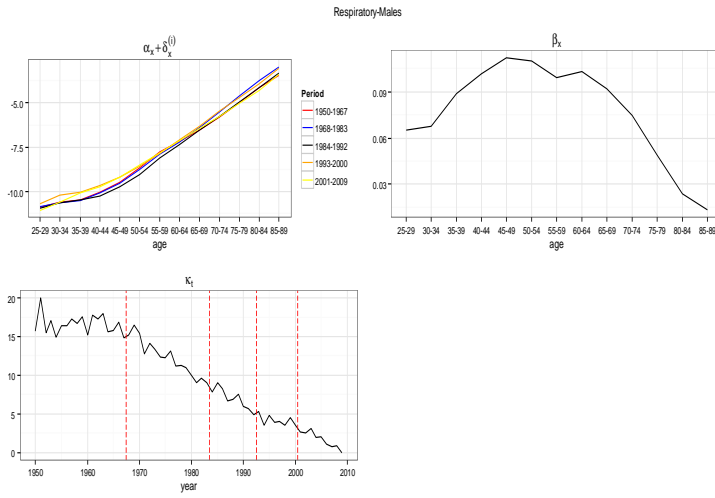 Respiratory-Males
αₓ+δₓ⁽ⁱ⁾
-5.0
-7.5
-10.0
25-29 30-34 35-39 40-44 45-49 50-54 55-59 60-64 65-69 70-74 75-79 80-84 85-89
age
Period
1950-1967
1968-1983
1984-1992
1993-2000
2001-2009
βₓ
0.09
0.06
0.03
25-29 30-34 35-39 40-44 45-49 50-54 55-59 60-64 65-69 70-74 75-79 80-84 85-89
age
κₜ
20
15
10
5
0
1950 1960 1970 1980 1990 2000 2010
year